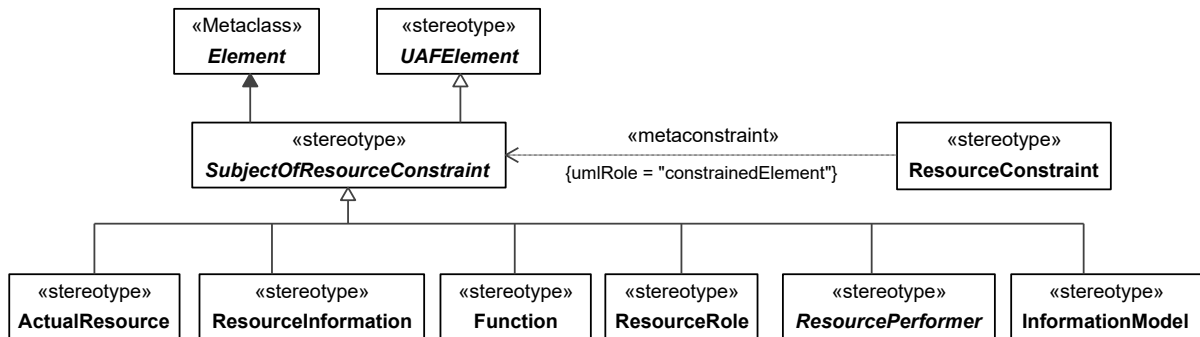 «Metaclass»
Element
«stereotype»
UAFElement
«stereotype»
SubjectOfResourceConstraint
«metaconstraint»
{umlRole = "constrainedElement"}
«stereotype»
ResourceConstraint
«stereotype»
ActualResource
«stereotype»
ResourceInformation
«stereotype»
Function
«stereotype»
ResourceRole
«stereotype»
ResourcePerformer
«stereotype»
InformationModel